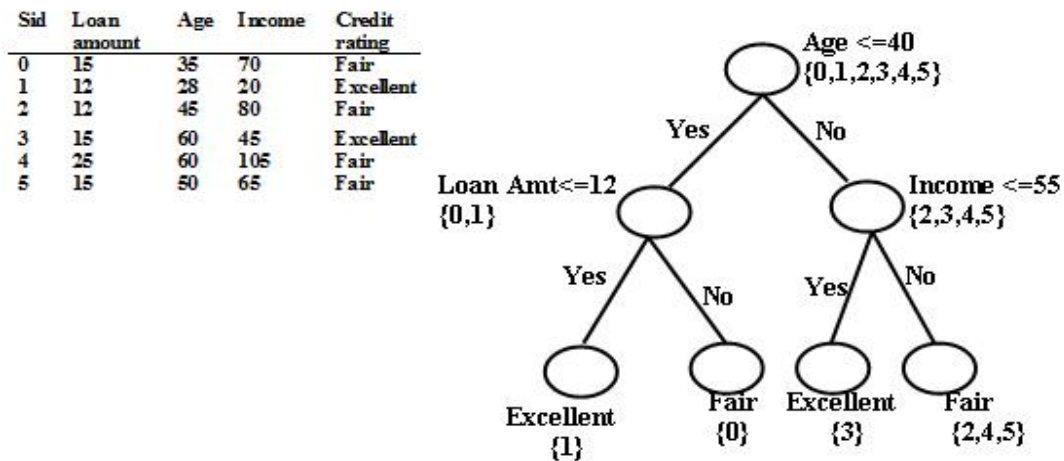 Sid Loan amount Age Income Credit rating
0 15 35 70 Fair
1 12 28 20 Excellent
2 12 45 80 Fair
3 15 60 45 Excellent
4 25 60 105 Fair
5 15 50 65 Fair
Age <=40
{0,1,2,3,4,5}
Yes
No
Loan Amt<=12
{0,1}
Income <=55
{2,3,4,5}
Yes
No
Yes
No
Excellent
{1}
Fair
{0}
Excellent
{3}
Fair
{2,4,5}